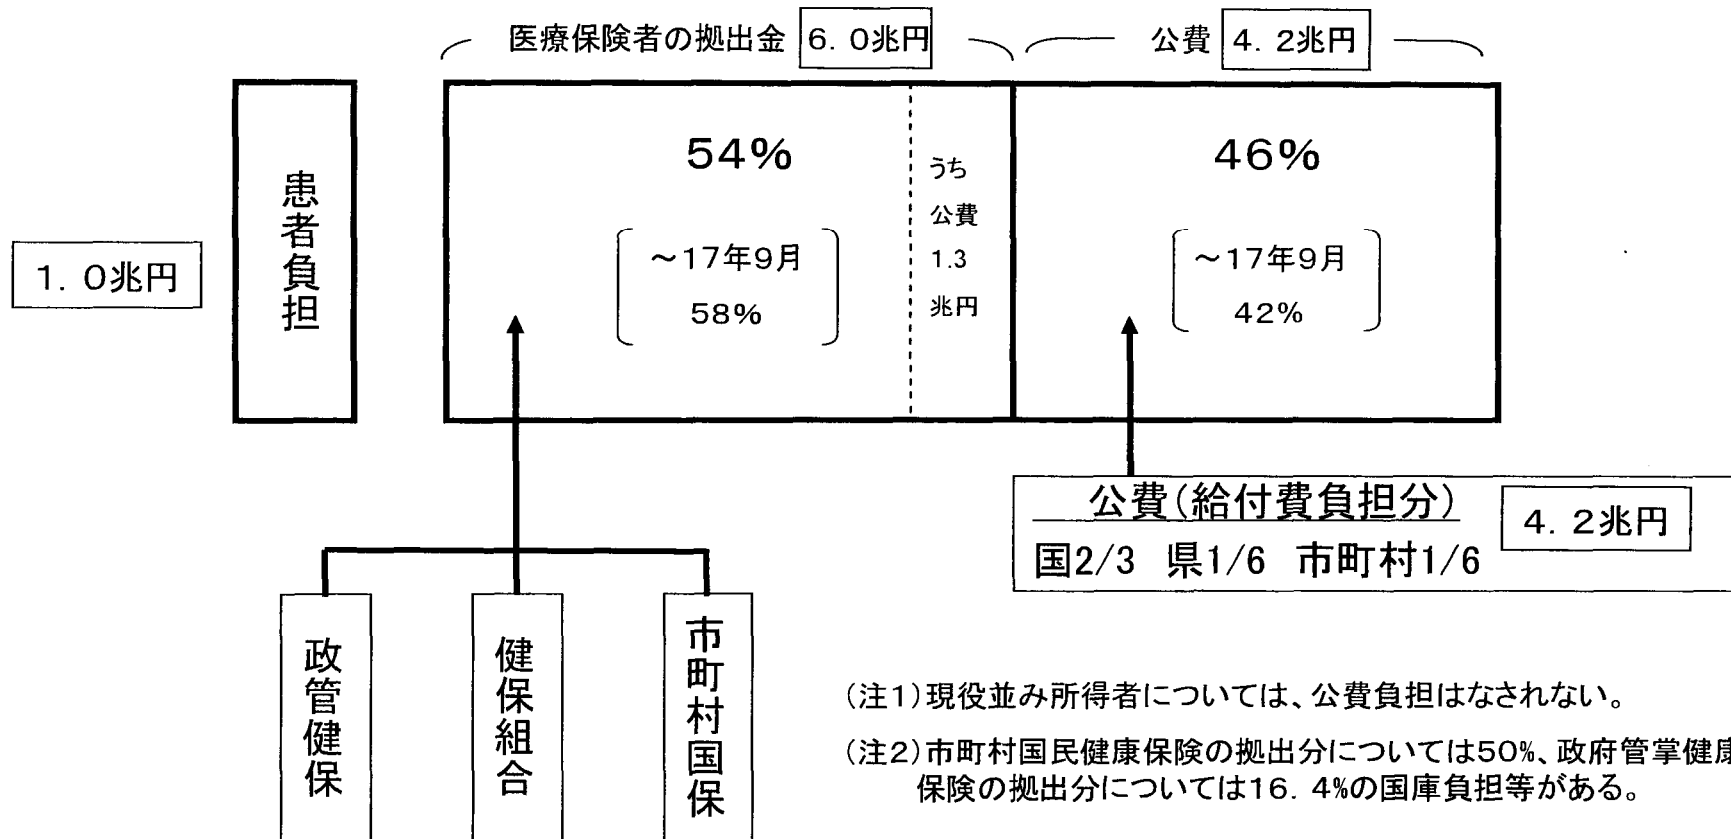 医療保険者の拠出金 6.0兆円
公費 4.2兆円
患者負担
1.0兆円
54%
~17年9月
58%
うち
公費
1.3
兆円
46%
~17年9月
42%
公費(給付費負担分)
4.2兆円
国2/3 県1/6 市町村1/6
政管健保
健保組合
市町村国保
(注1)現役並み所得者については、公費負担はなされない。
(注2)市町村国民健康保険の拠出分については50%、政府管掌健康
保険の拠出分については16.4%の国庫負担等がある。